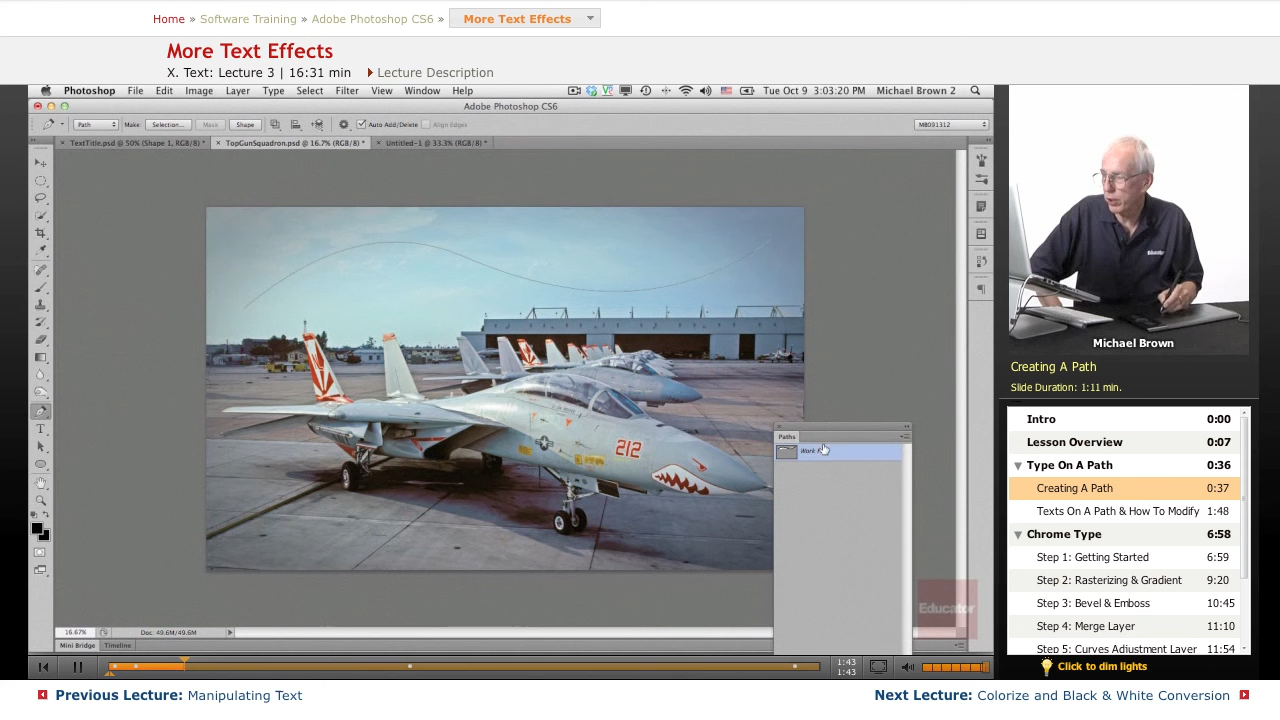 Home » Software Training » Adobe Photoshop CS6 » More Text Effects
More Text Effects
X. Text: Lecture 3 | 16:31 min Lecture Description
Photoshop File Edit Image Layer Type Select Filter View Window Help Tue Oct 9 3:03:20 PM Michael Brown 2
Adobe Photoshop CS6
Path Make: Selection... Mask Shape Auto Add/Delete Align Edges MB091312
× TextTitle.psd @ 50% (Shape 1, RGB/8) * × TopGunSquadron.psd @ 16.7% (RGB/8) * × Untitled-1 @ 33.3% (RGB/8) *
212
Paths
Work
16.67% Doc: 49.6M/49.6M
Mini Bridge Timeline
Educator
1:43
1:43
Michael Brown
Creating A Path
Slide Duration: 1:11 min.
Intro 0:00
Lesson Overview 0:07
Type On A Path 0:36
Creating A Path 0:37
Texts On A Path & How To Modify 1:48
Chrome Type 6:58
Step 1: Getting Started 6:59
Step 2: Rasterizing & Gradient 9:20
Step 3: Bevel & Emboss 10:45
Step 4: Merge Layer 11:10
Step 5: Curves Adjustment Layer 11:54
Click to dim lights
Previous Lecture: Manipulating Text
Next Lecture: Colorize and Black & White Conversion